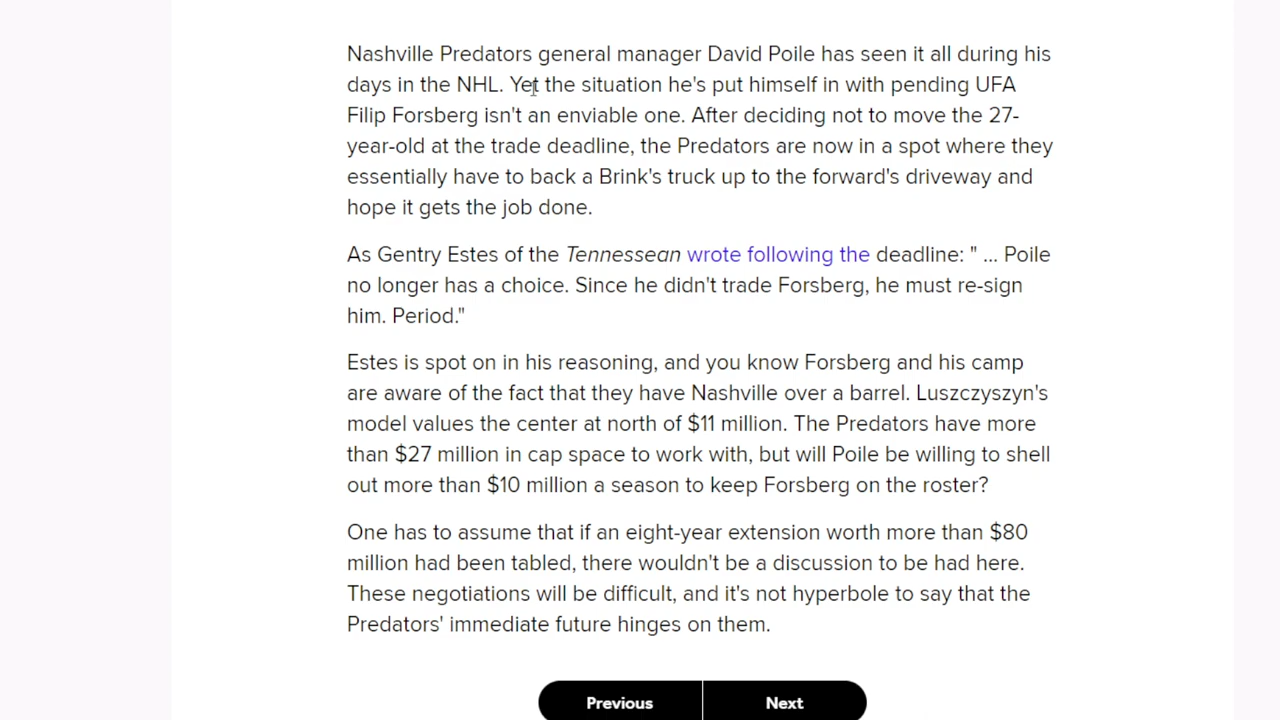 Nashville Predators general manager David Poile has seen it all during his
days in the NHL. Yet the situation he's put himself in with pending UFA
Filip Forsberg isn't an enviable one. After deciding not to move the 27-
year-old at the trade deadline, the Predators are now in a spot where they
essentially have to back a Brink's truck up to the forward's driveway and
hope it gets the job done.
As Gentry Estes of the Tennessean wrote following the deadline: " ... Poile
no longer has a choice. Since he didn't trade Forsberg, he must re-sign
him. Period."
Estes is spot on in his reasoning, and you know Forsberg and his camp
are aware of the fact that they have Nashville over a barrel. Luszczyszyn's
model values the center at north of $11 million. The Predators have more
than $27 million in cap space to work with, but will Poile be willing to shell
out more than $10 million a season to keep Forsberg on the roster?
One has to assume that if an eight-year extension worth more than $80
million had been tabled, there wouldn't be a discussion to be had here.
These negotiations will be difficult, and it's not hyperbole to say that the
Predators' immediate future hinges on them.
Previous Next